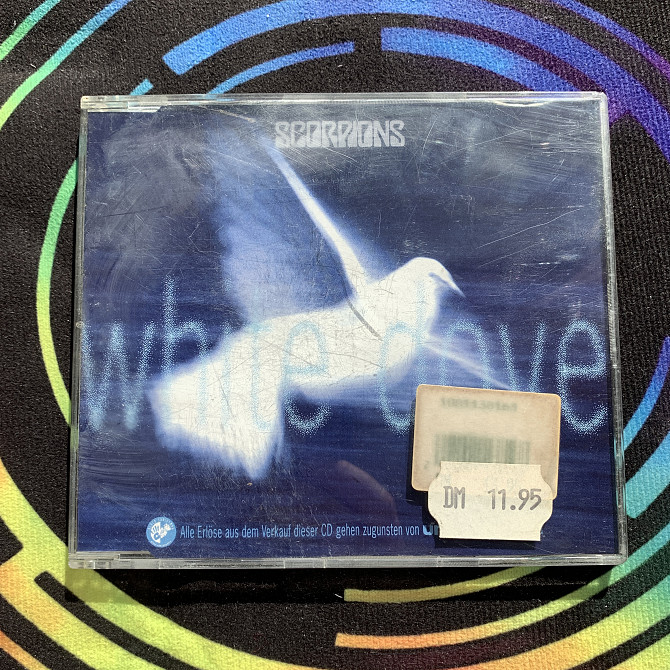 SCORPIONS
white dove
DM 11.95
Alle Erlöse aus dem Verkauf dieser CD gehen zugunsten von